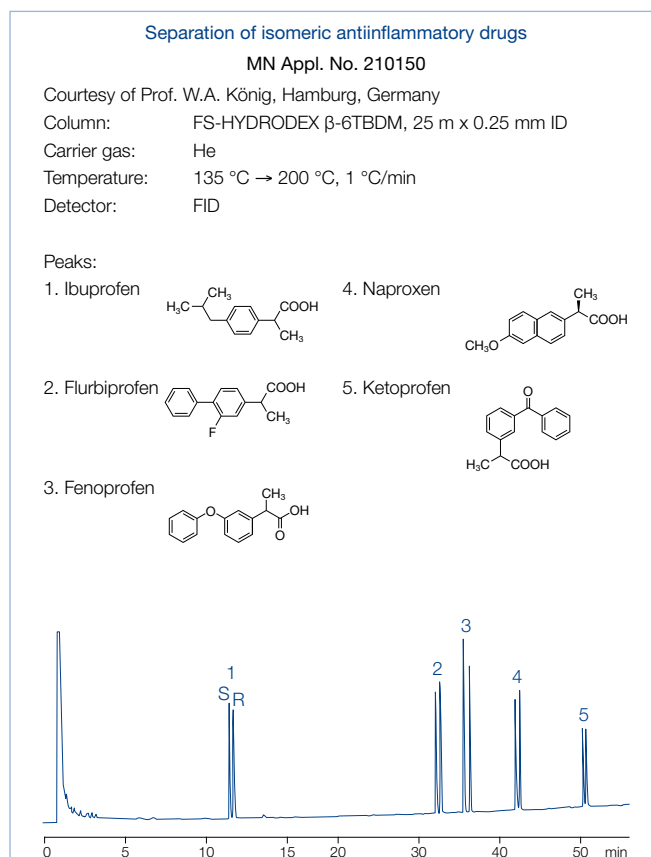 Separation of isomeric antiinflammatory drugs
MN Appl. No. 210150
Courtesy of Prof. W.A. König, Hamburg, Germany
Column: FS-HYDRODEX β-6TBDM, 25 m x 0.25 mm ID
Carrier gas: He
Temperature: 135 °C → 200 °C, 1 °C/min
Detector: FID
Peaks:
1. Ibuprofen
CH₃
H₃C
COOH
CH₃
4. Naproxen
CH₃
COOH
CH₃O
2. Flurbiprofen
COOH
CH₃
F
5. Ketoprofen
O
H₃C
COOH
3. Fenoprofen
CH₃
O
OH
O
3
1
2
4
S R
5
0 5 10 15 20 30 40 50 min